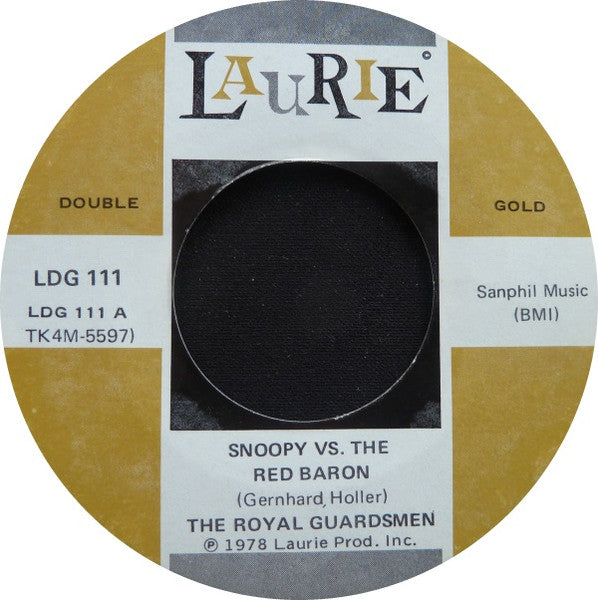 LAURIE©
DOUBLE
GOLD
LDG 111
LDG 111 A
TK4M-5597)
Sanphil Music
(BMI)
SNOOPY VS. THE
RED BARON
(Gernhard, Holler)
THE ROYAL GUARDSMEN
℗ 1978 Laurie Prod. Inc.